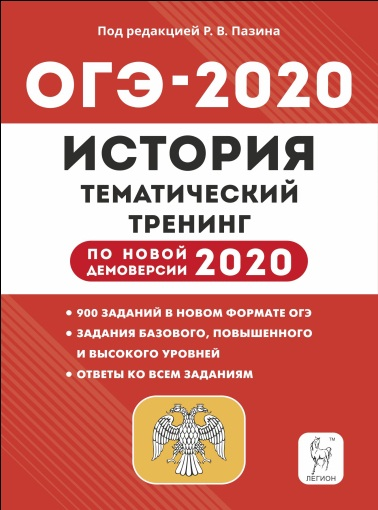 Под редакцией Р. В. Пазина
ОГЭ-2020
ИСТОРИЯ
ТЕМАТИЧЕСКИЙ
ТРЕНИНГ
ПО НОВОЙ
ДЕМОВЕРСИИ 2020
• 900 ЗАДАНИЙ В НОВОМ ФОРМАТЕ ОГЭ
• ЗАДАНИЯ БАЗОВОГО, ПОВЫШЕННОГО
И ВЫСОКОГО УРОВНЕЙ
• ОТВЕТЫ КО ВСЕМ ЗАДАНИЯМ
TM
ЛЕГИОН